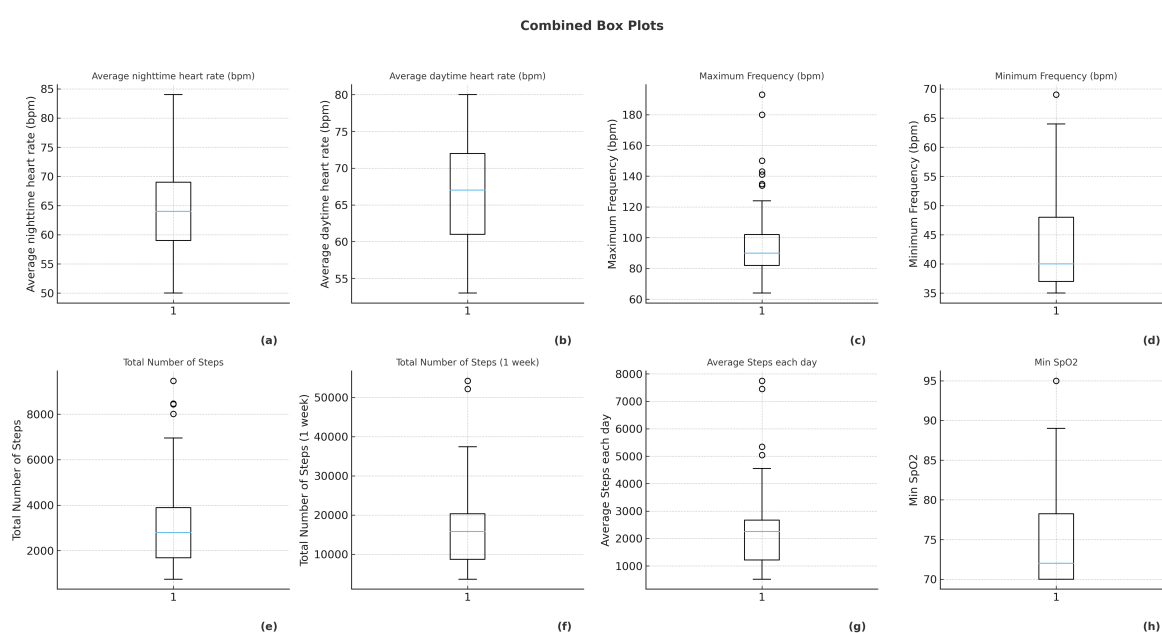 Combined Box Plots
Average nighttime heart rate (bpm)
Average nighttime heart rate (bpm)
85
80
75
70
65
60
55
50
1
(a)
Average daytime heart rate (bpm)
Average daytime heart rate (bpm)
80
75
70
65
60
55
1
(b)
Maximum Frequency (bpm)
Maximum Frequency (bpm)
180
160
140
120
100
80
60
1
(c)
Minimum Frequency (bpm)
Minimum Frequency (bpm)
70
65
60
55
50
45
40
35
1
(d)
Total Number of Steps
Total Number of Steps
8000
6000
4000
2000
1
(e)
Total Number of Steps (1 week)
Total Number of Steps (1 week)
50000
40000
30000
20000
10000
1
(f)
Average Steps each day
Average Steps each day
8000
7000
6000
5000
4000
3000
2000
1000
1
(g)
Min SpO2
Min SpO2
95
90
85
80
75
70
1
(h)